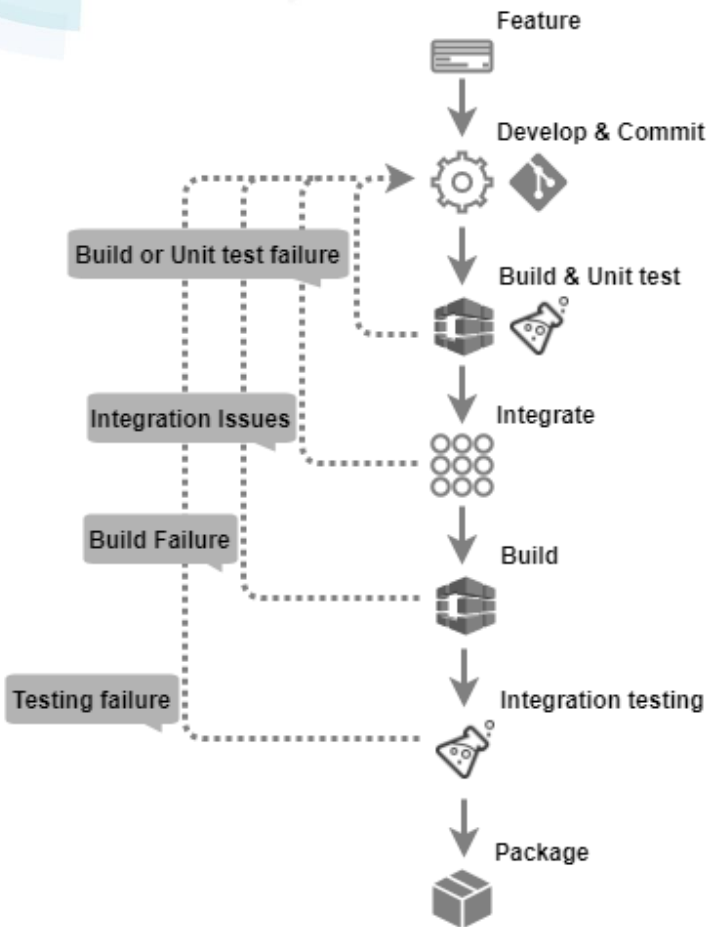 Feature
Develop & Commit
Build or Unit test failure
Build & Unit test
Integration Issues
Integrate
Build Failure
Build
Testing failure
Integration testing
Package